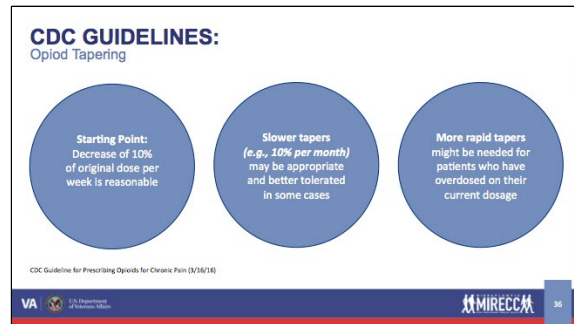 CDC GUIDELINES:
Opiod Tapering
Starting Point:
Decrease of 10%
of original dose per
week is reasonable
Slower tapers
(e.g., 10% per month)
may be appropriate
and better tolerated
in some cases
More rapid tapers
might be needed for
patients who have
overdosed on their
current dosage
CDC Guideline for Prescribing Opioids for Chronic Pain (3/16/16)
VA
U.S. Department
of Veterans Affairs
MIRECC
36